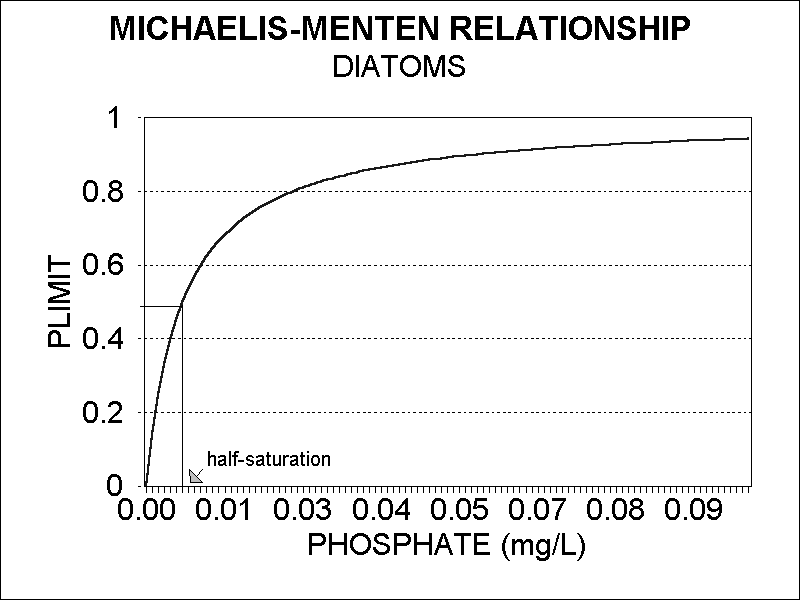 MICHAELIS-MENTEN RELATIONSHIP
DIATOMS
1
0.8
0.6
0.4
0.2
0
PLIMIT
half-saturation
0.00 0.01 0.03 0.04 0.05 0.07 0.08 0.09
PHOSPHATE (mg/L)